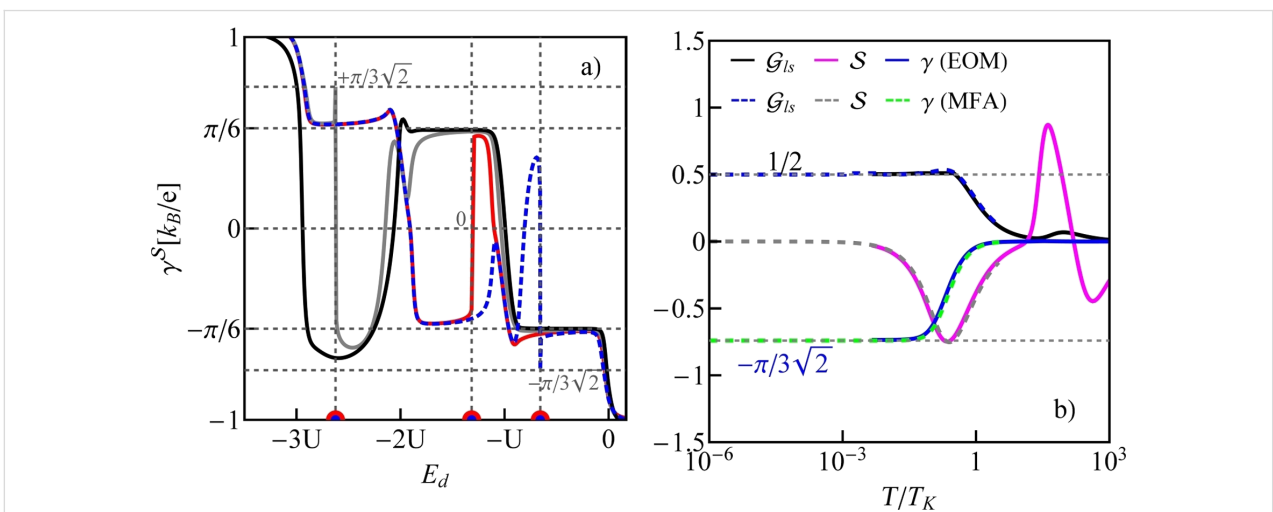 1
π/6
0
−π/6
−1
γ^S[k_B/e]
+π/3√2
0
−π/3√2
a)
−3U
−2U
−U
0
E_d
1.5
1
0.5
0
−0.5
−1
−1.5
𝒢_ls 𝒮 γ (EOM)
𝒢_ls 𝒮 γ (MFA)
1/2
−π/3√2
b)
10^−6
10^−3
1
10^3
T/T_K